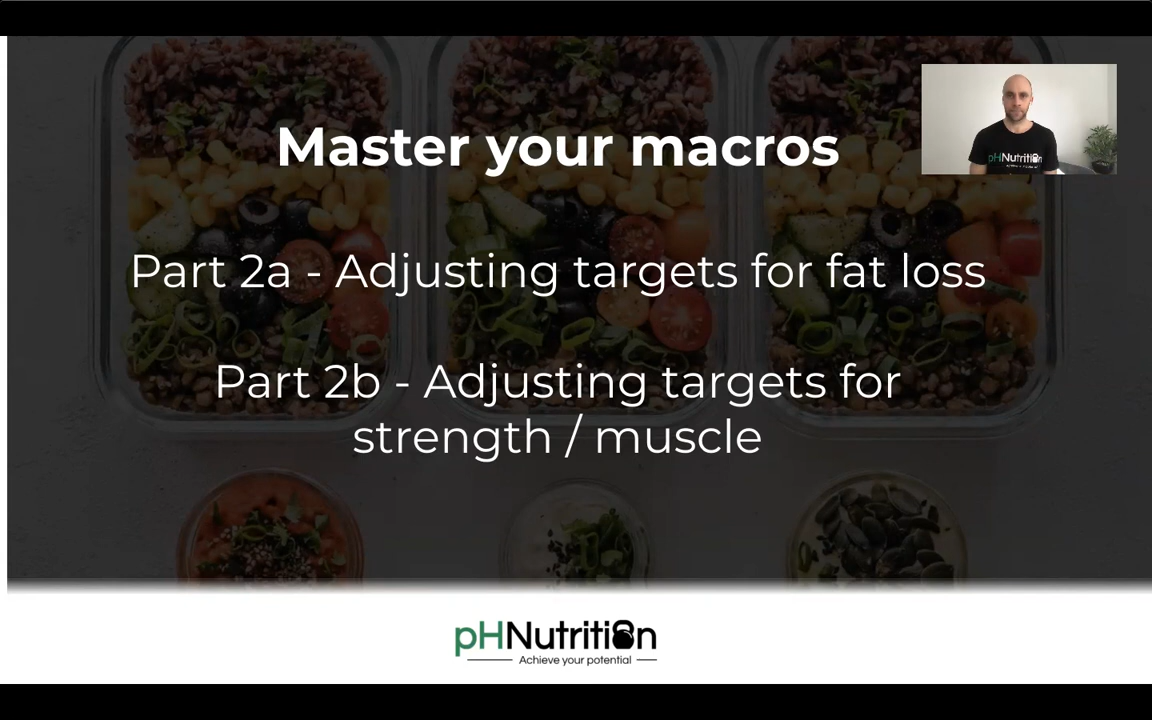 Master your macros
pHNutrition
Part 2a - Adjusting targets for fat loss
Part 2b - Adjusting targets for
strength / muscle
pHNutrition
Achieve your potential